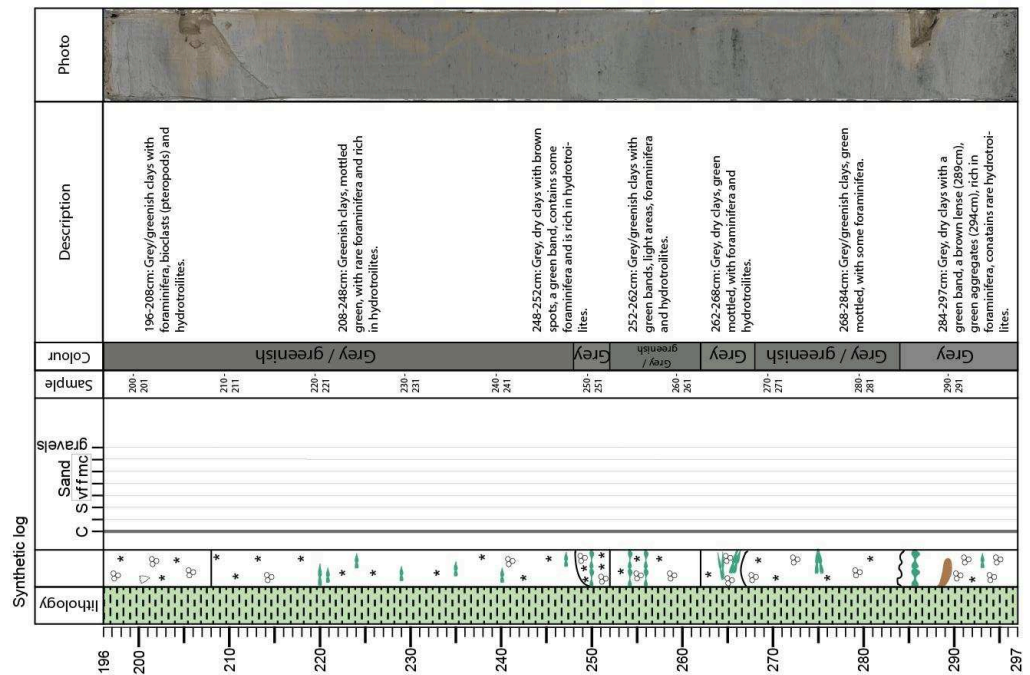 Photo
Description
196-208cm: Grey/greenish clays with
foraminifera, bioclasts (pteropods) and
hydrotroilites.
208-248cm: Greenish clays, mottled
green, with rare foraminifera and rich
in hydrotroilites.
248-252cm: Grey, dry clays with brown
spots, a green band, contains some
foraminifera and is rich in hydrotroi-
lites.
252-262cm: Grey/greenish clays with
green bands, light areas, foraminifera
and hydrotroilites.
262-268cm: Grey, dry clays, green
mottled, with foraminifera and
hydrotroilites.
268-284cm: Grey/greenish clays, green
mottled, with some foraminifera.
284-297cm: Grey, dry clays with a
green band, a brown lense (289cm),
green aggregates (294cm), rich in
foraminifera, conatains rare hydrotroi-
lites.
Colour
Grey / greenish
Grey
Grey / greenish
Grey
Grey / greenish
Grey
Sample
200-
201
210-
211
220-
221
230-
231
240-
241
250-
251
260-
261
270-
271
280-
281
290-
291
Synthetic log
gravels
Sand
c
m
f
vf
S
C
lithology
196
200
210
220
230
240
250
260
270
280
290
297